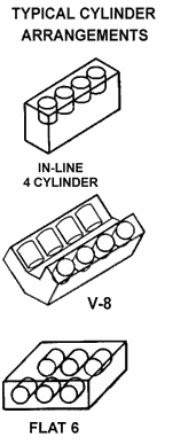 TYPICAL CYLINDER
ARRANGEMENTS
IN-LINE
4 CYLINDER
V-8
FLAT 6